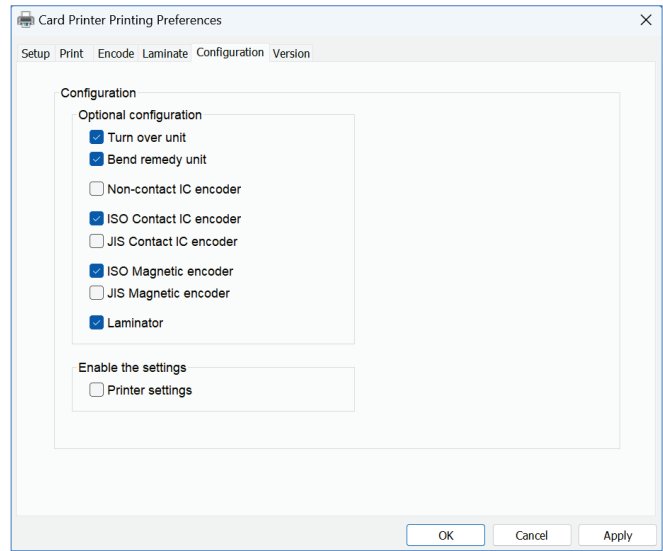 Card Printer Printing Preferences
Setup Print Encode Laminate Configuration Version
Configuration
Optional configuration
Turn over unit
Bend remedy unit
Non-contact IC encoder
ISO Contact IC encoder
JIS Contact IC encoder
ISO Magnetic encoder
JIS Magnetic encoder
Laminator
Enable the settings
Printer settings
OK Cancel Apply